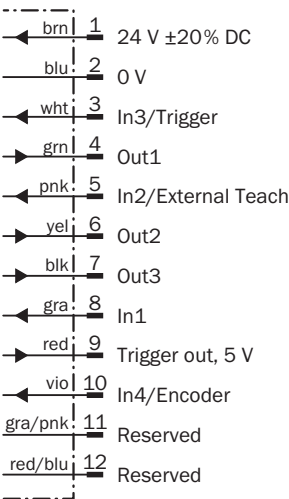 brn 1 24 V ±20% DC
blu 2 0 V
wht 3 In3/Trigger
grn 4 Out1
pnk 5 In2/External Teach
yel 6 Out2
blk 7 Out3
gra 8 In1
red 9 Trigger out, 5 V
vio 10 In4/Encoder
gra/pnk 11 Reserved
red/blu 12 Reserved